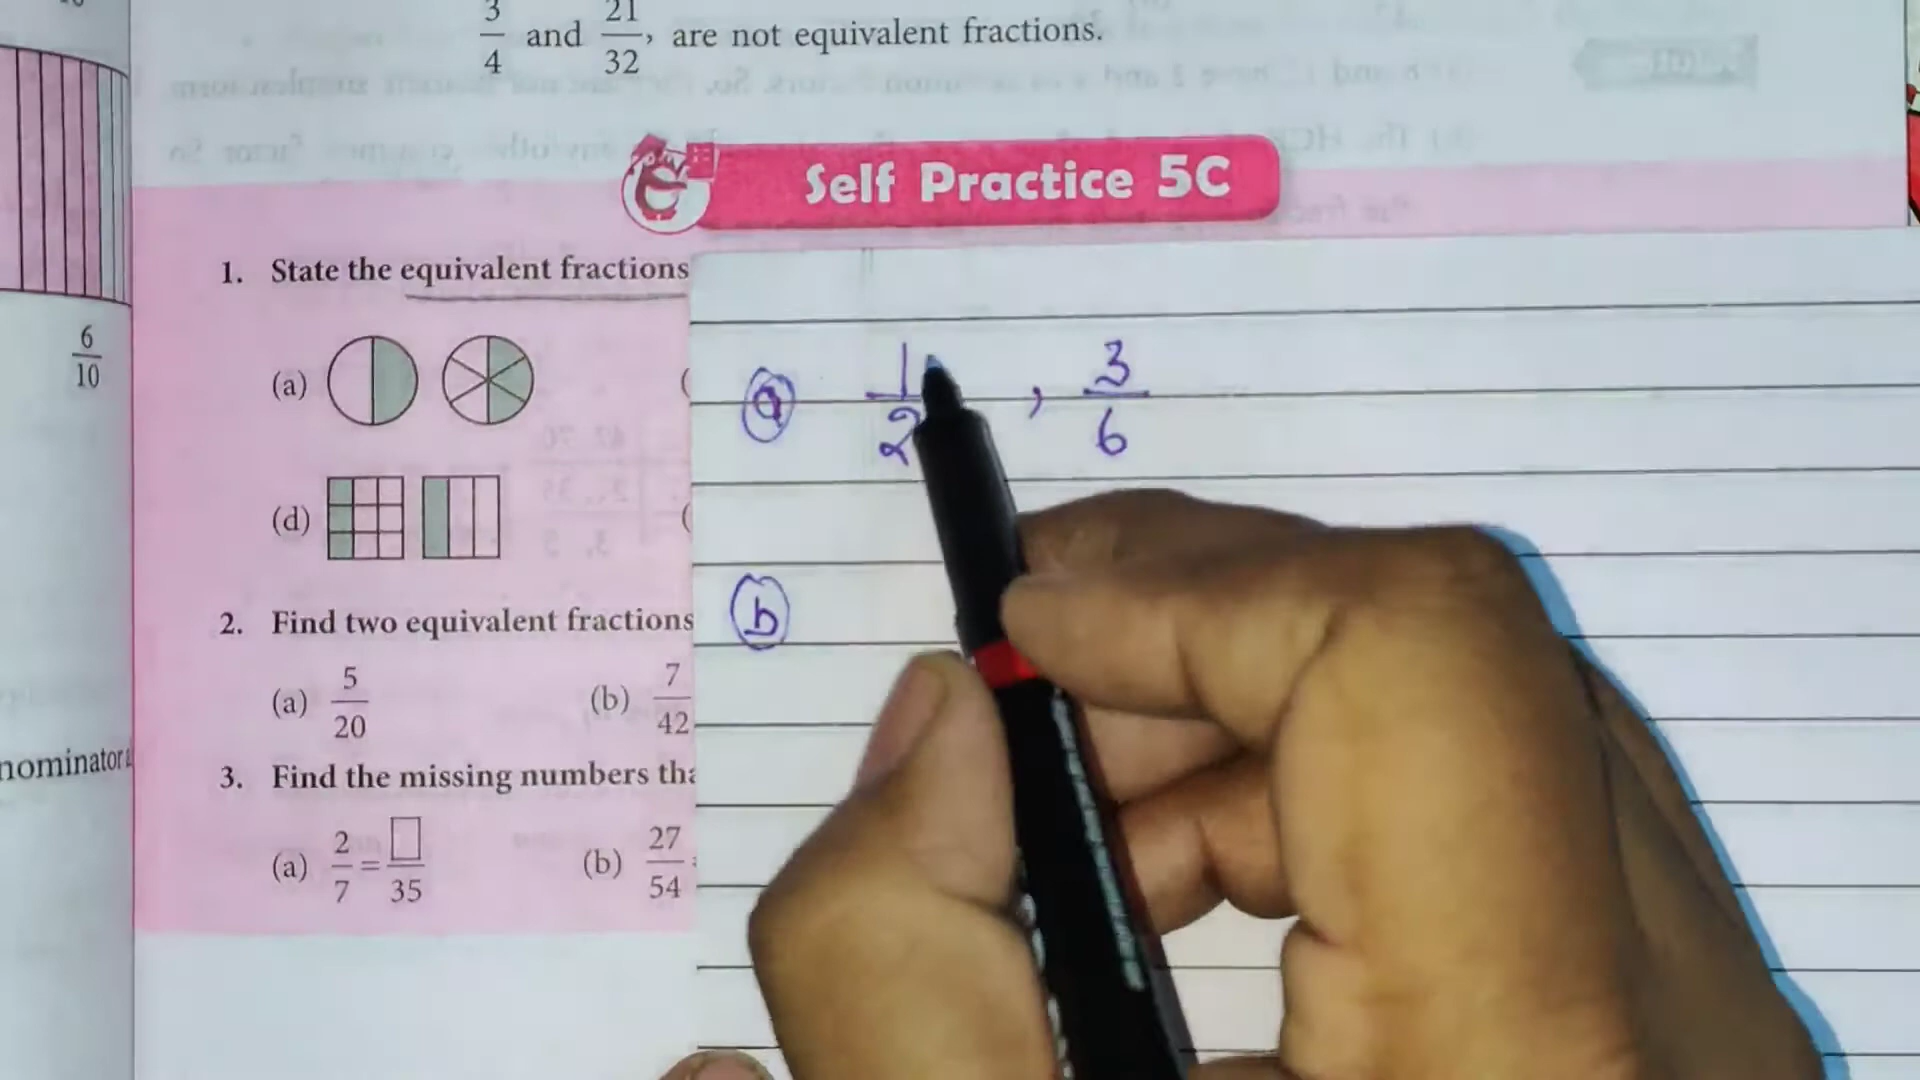 3/4 and 21/32, are not equivalent fractions.
Self Practice 5C
1. State the equivalent fractions
(a)
(d)
2. Find two equivalent fractions
(a) 5/20 (b) 7/42
3. Find the missing numbers
(a) 2/7 = □/35 (b) 27/54
6/10
nominator
(a) 1/2 , 3/6
(b)